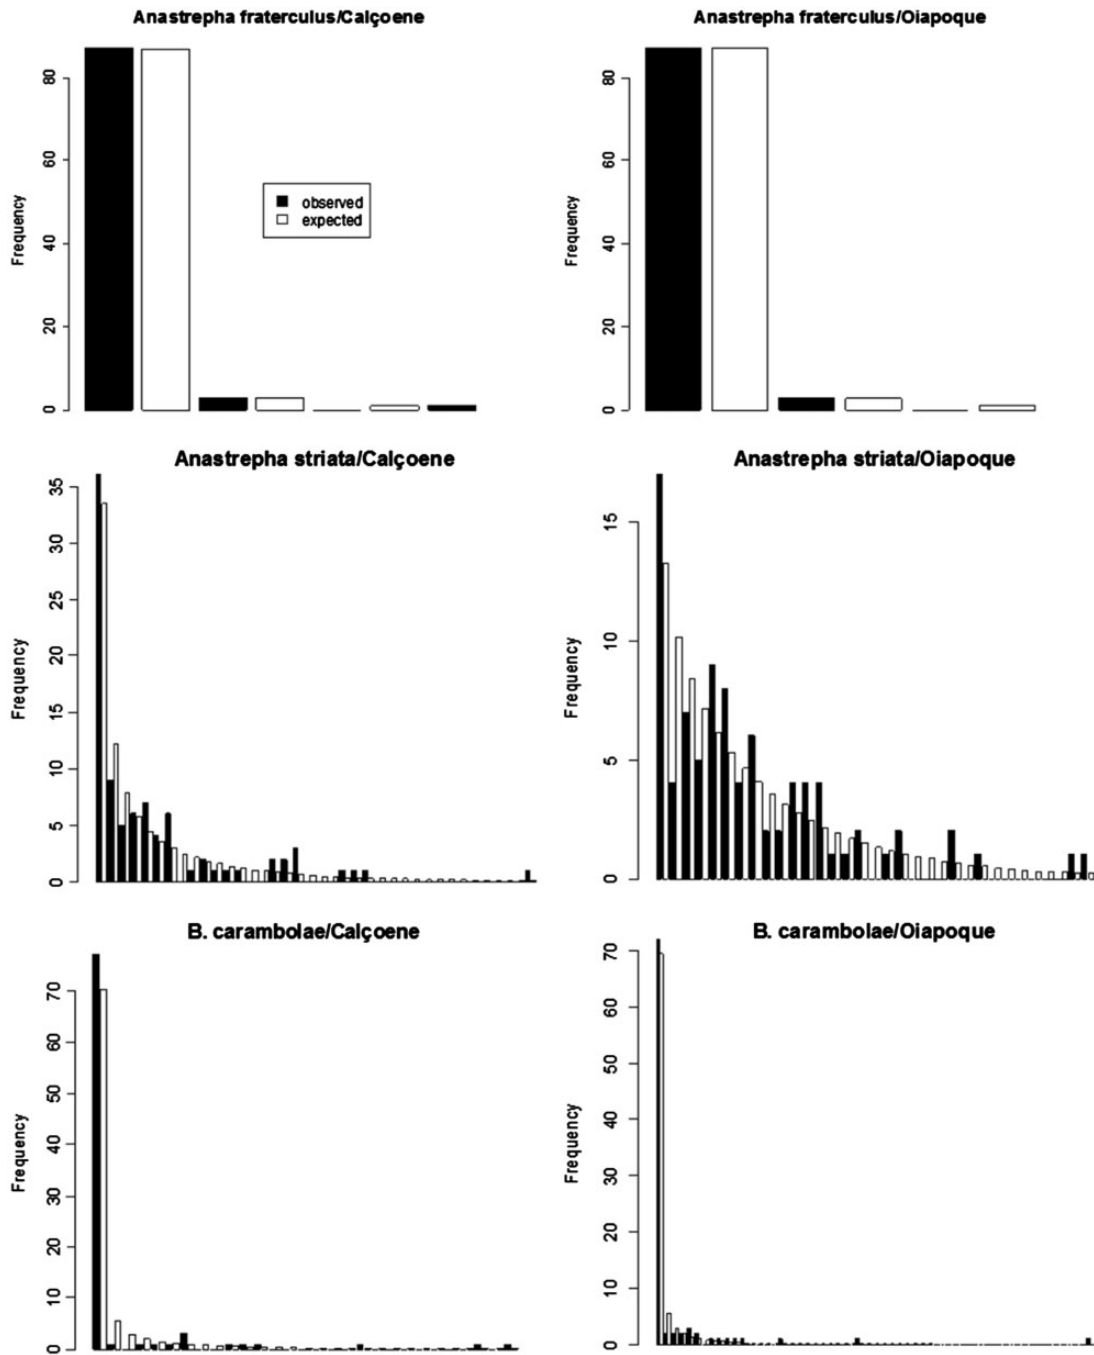 Anastrepha fraterculus/Calçoene
Anastrepha fraterculus/Oiapoque
Frequency
80
60
40
20
0
observed
expected
Frequency
80
60
40
20
0
Anastrepha striata/Calçoene
Anastrepha striata/Oiapoque
Frequency
35
30
25
20
15
10
5
0
Frequency
15
10
5
0
B. carambolae/Calçoene
B. carambolae/Oiapoque
Frequency
70
60
50
40
30
20
10
0
Frequency
70
60
50
40
30
20
10
0